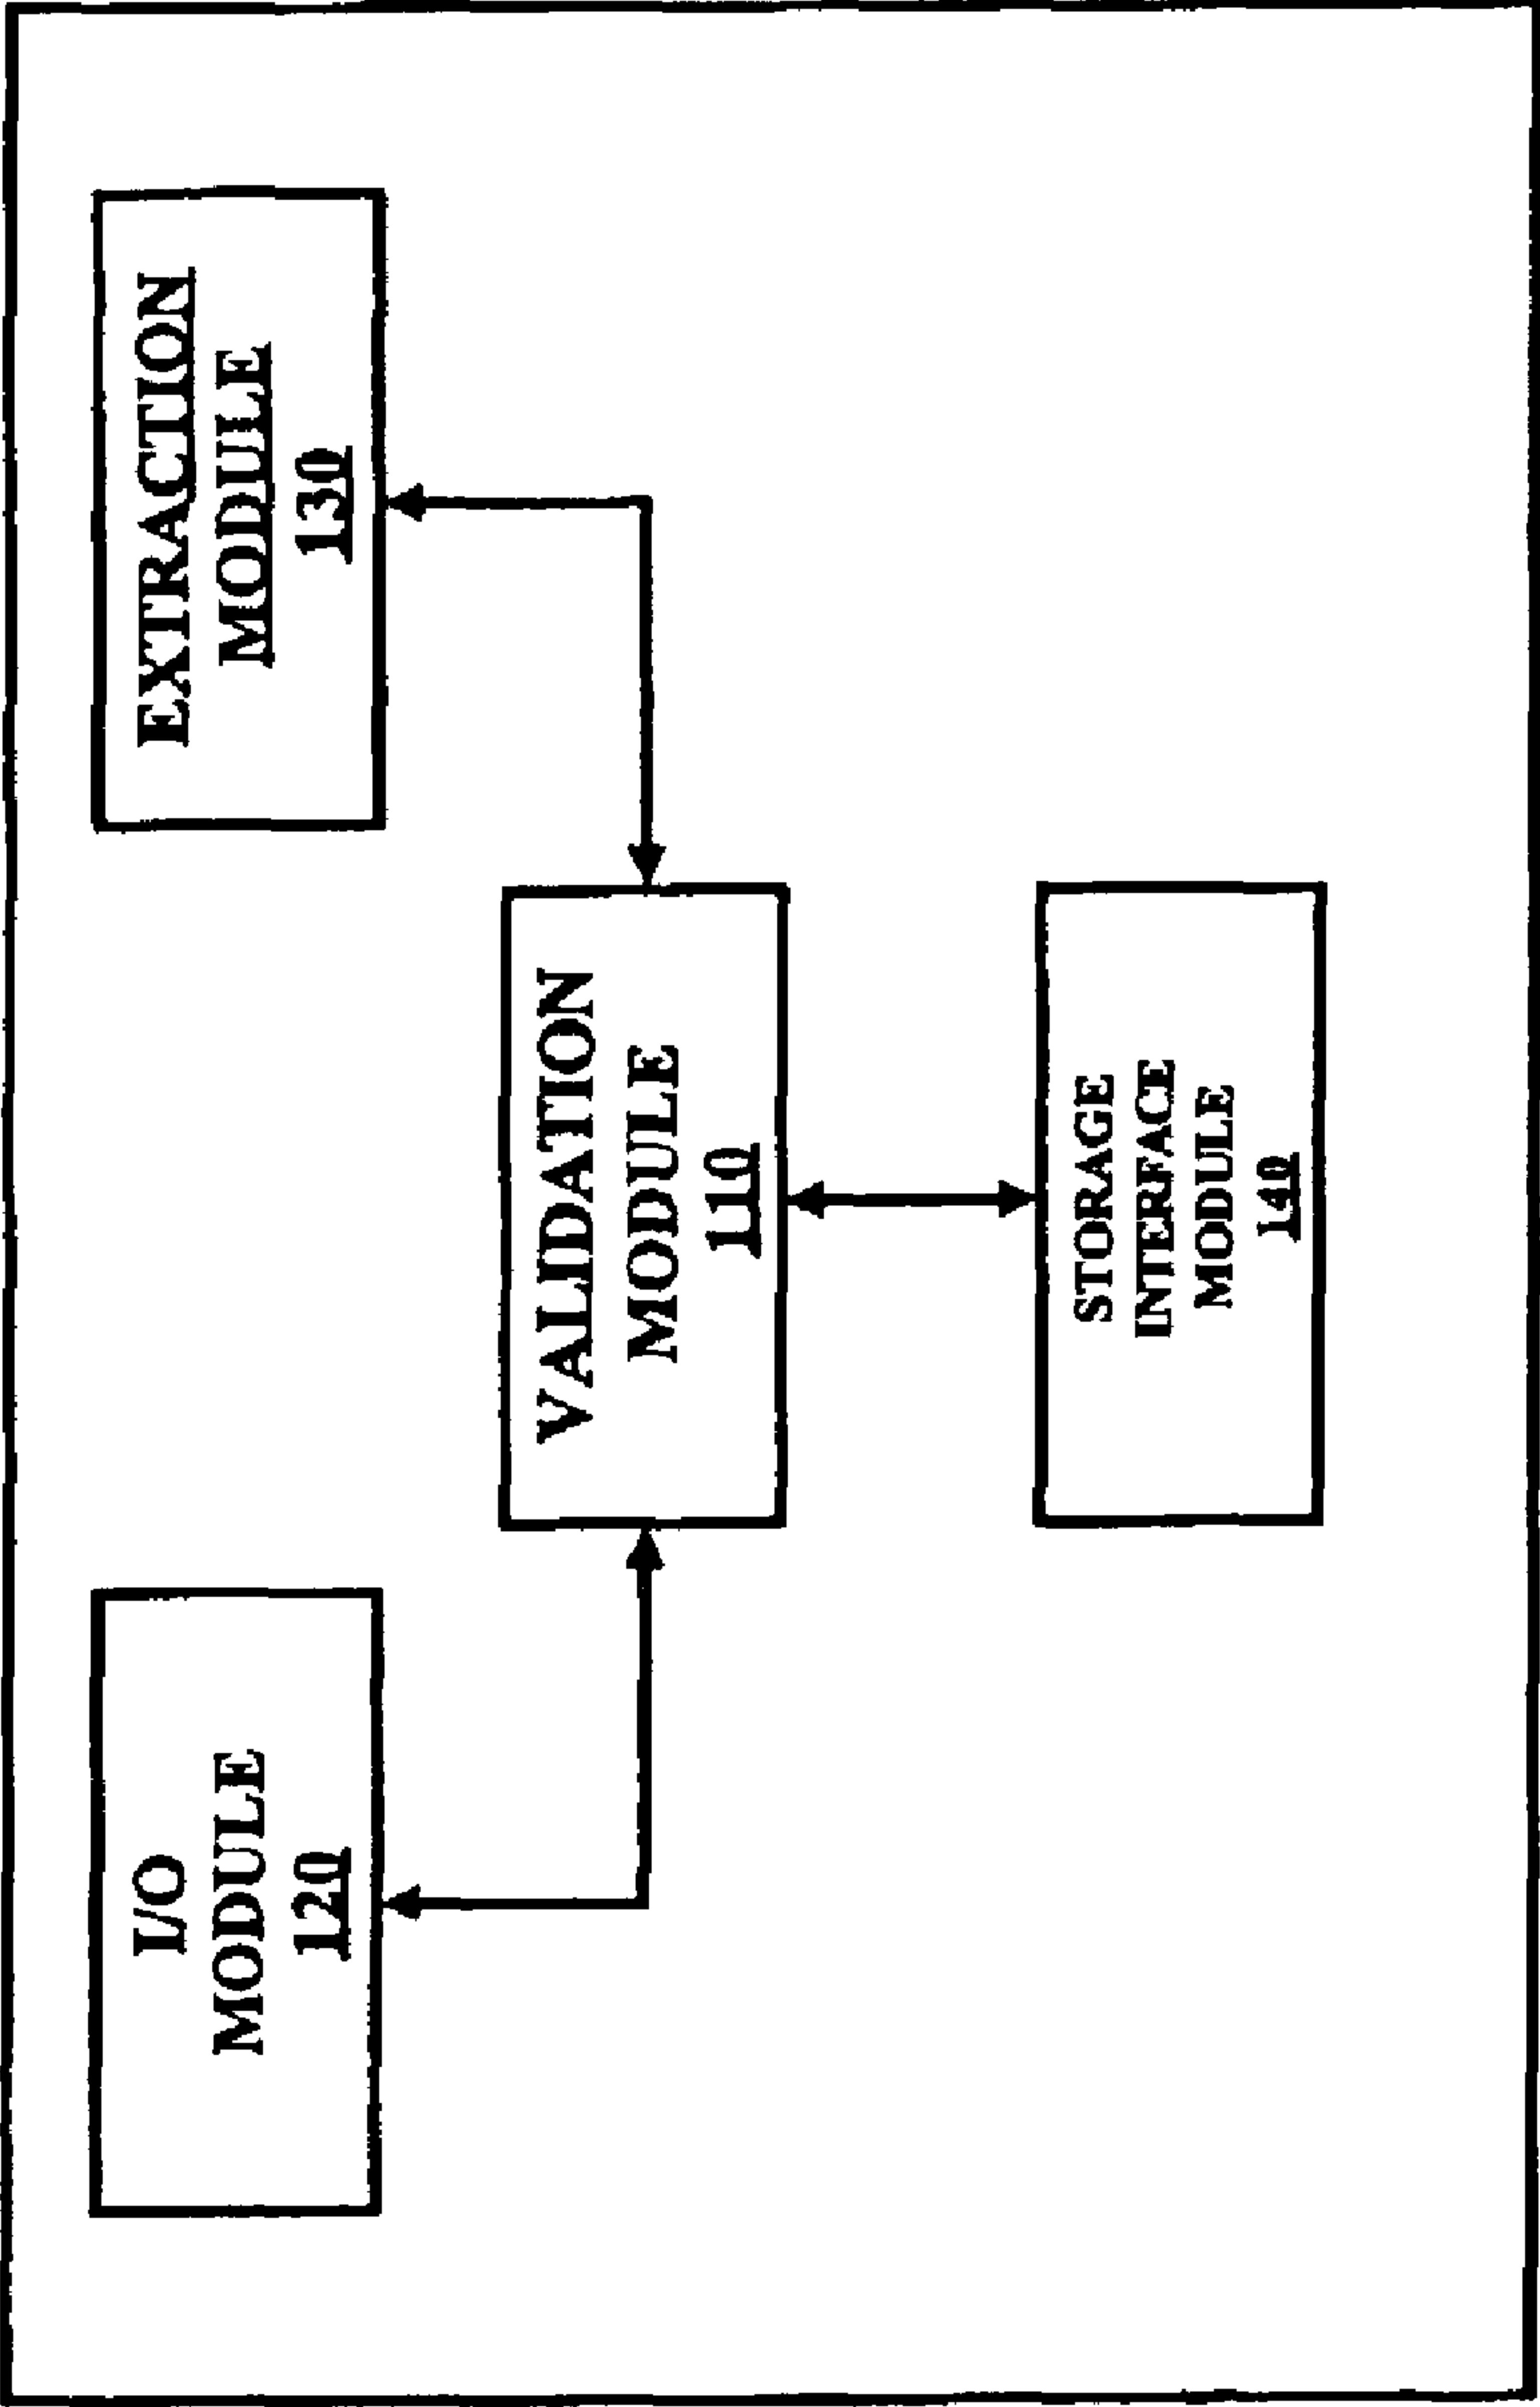 I/O
MODULE
120
EXTRACTION
MODULE
130
VALIDATION
MODULE
110
STORAGE
INTERFACE
MODULE
140